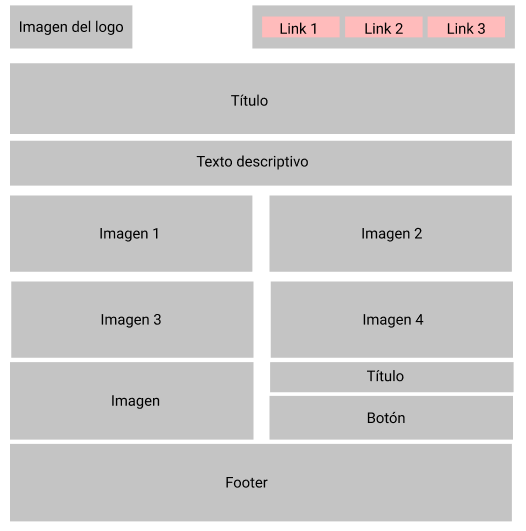 Imagen del logo
Link 1
Link 2
Link 3
Título
Texto descriptivo
Imagen 1
Imagen 2
Imagen 3
Imagen 4
Imagen
Título
Botón
Footer